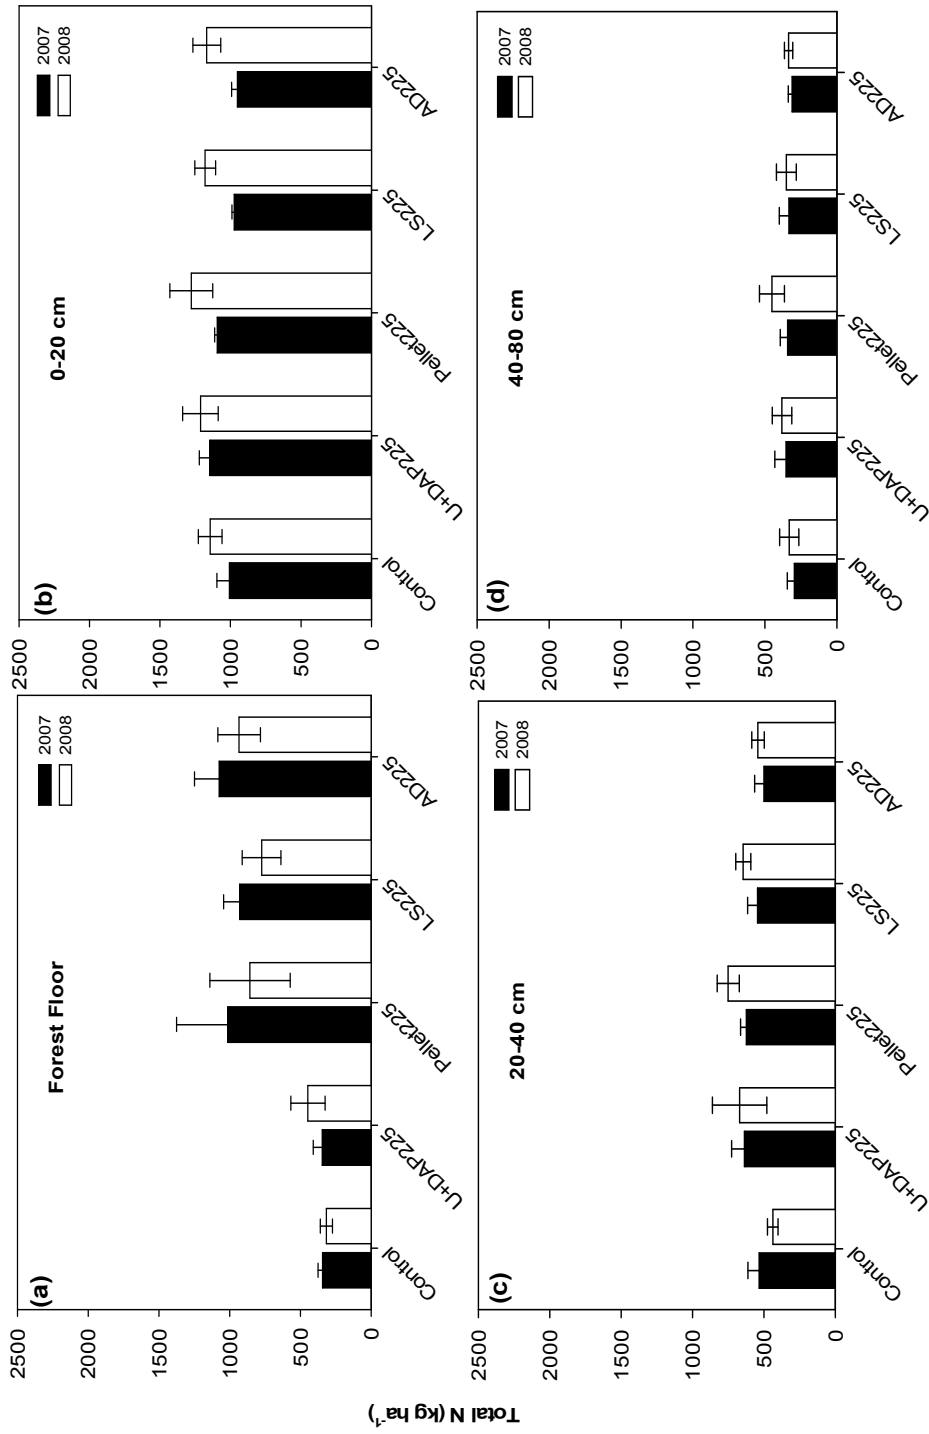 Total N (kg ha-1)
(a)
Forest Floor
2007
2008
2500
2000
1500
1000
500
0
Control
U+DAP225
Pellet225
LS225
AD225
(b)
0-20 cm
2007
2008
2500
2000
1500
1000
500
0
Control
U+DAP225
Pellet225
LS225
AD225
(c)
20-40 cm
2007
2008
2500
2000
1500
1000
500
0
Control
U+DAP225
Pellet225
LS225
AD225
(d)
40-80 cm
2007
2008
2500
2000
1500
1000
500
0
Control
U+DAP225
Pellet225
LS225
AD225